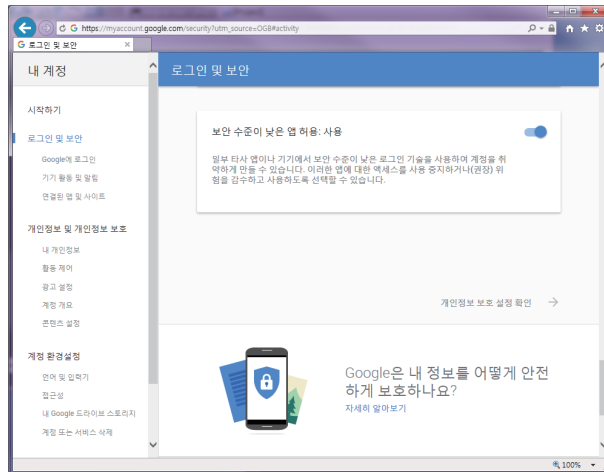 https://myaccount.google.com/security?utm_source=OGB#activity
G 로그인 및 보안 ×
내 계정
시작하기
로그인 및 보안
Google에 로그인
기기 활동 및 알림
연결된 앱 및 사이트
개인정보 및 개인정보 보호
내 개인정보
활동 제어
광고 설정
계정 개요
콘텐츠 설정
계정 환경설정
언어 및 입력기
접근성
내 Google 드라이브 스토리지
계정 또는 서비스 삭제
로그인 및 보안
보안 수준이 낮은 앱 허용: 사용
일부 타사 앱이나 기기에서 보안 수준이 낮은 로그인 기술을 사용하여 계정을 취
약하게 만들 수 있습니다. 이러한 앱에 대한 액세스를 사용 중지하거나(권장) 위
험을 감수하고 사용하도록 선택할 수 있습니다.
개인정보 보호 설정 확인
Google은 내 정보를 어떻게 안전
하게 보호하나요?
자세히 알아보기
100%